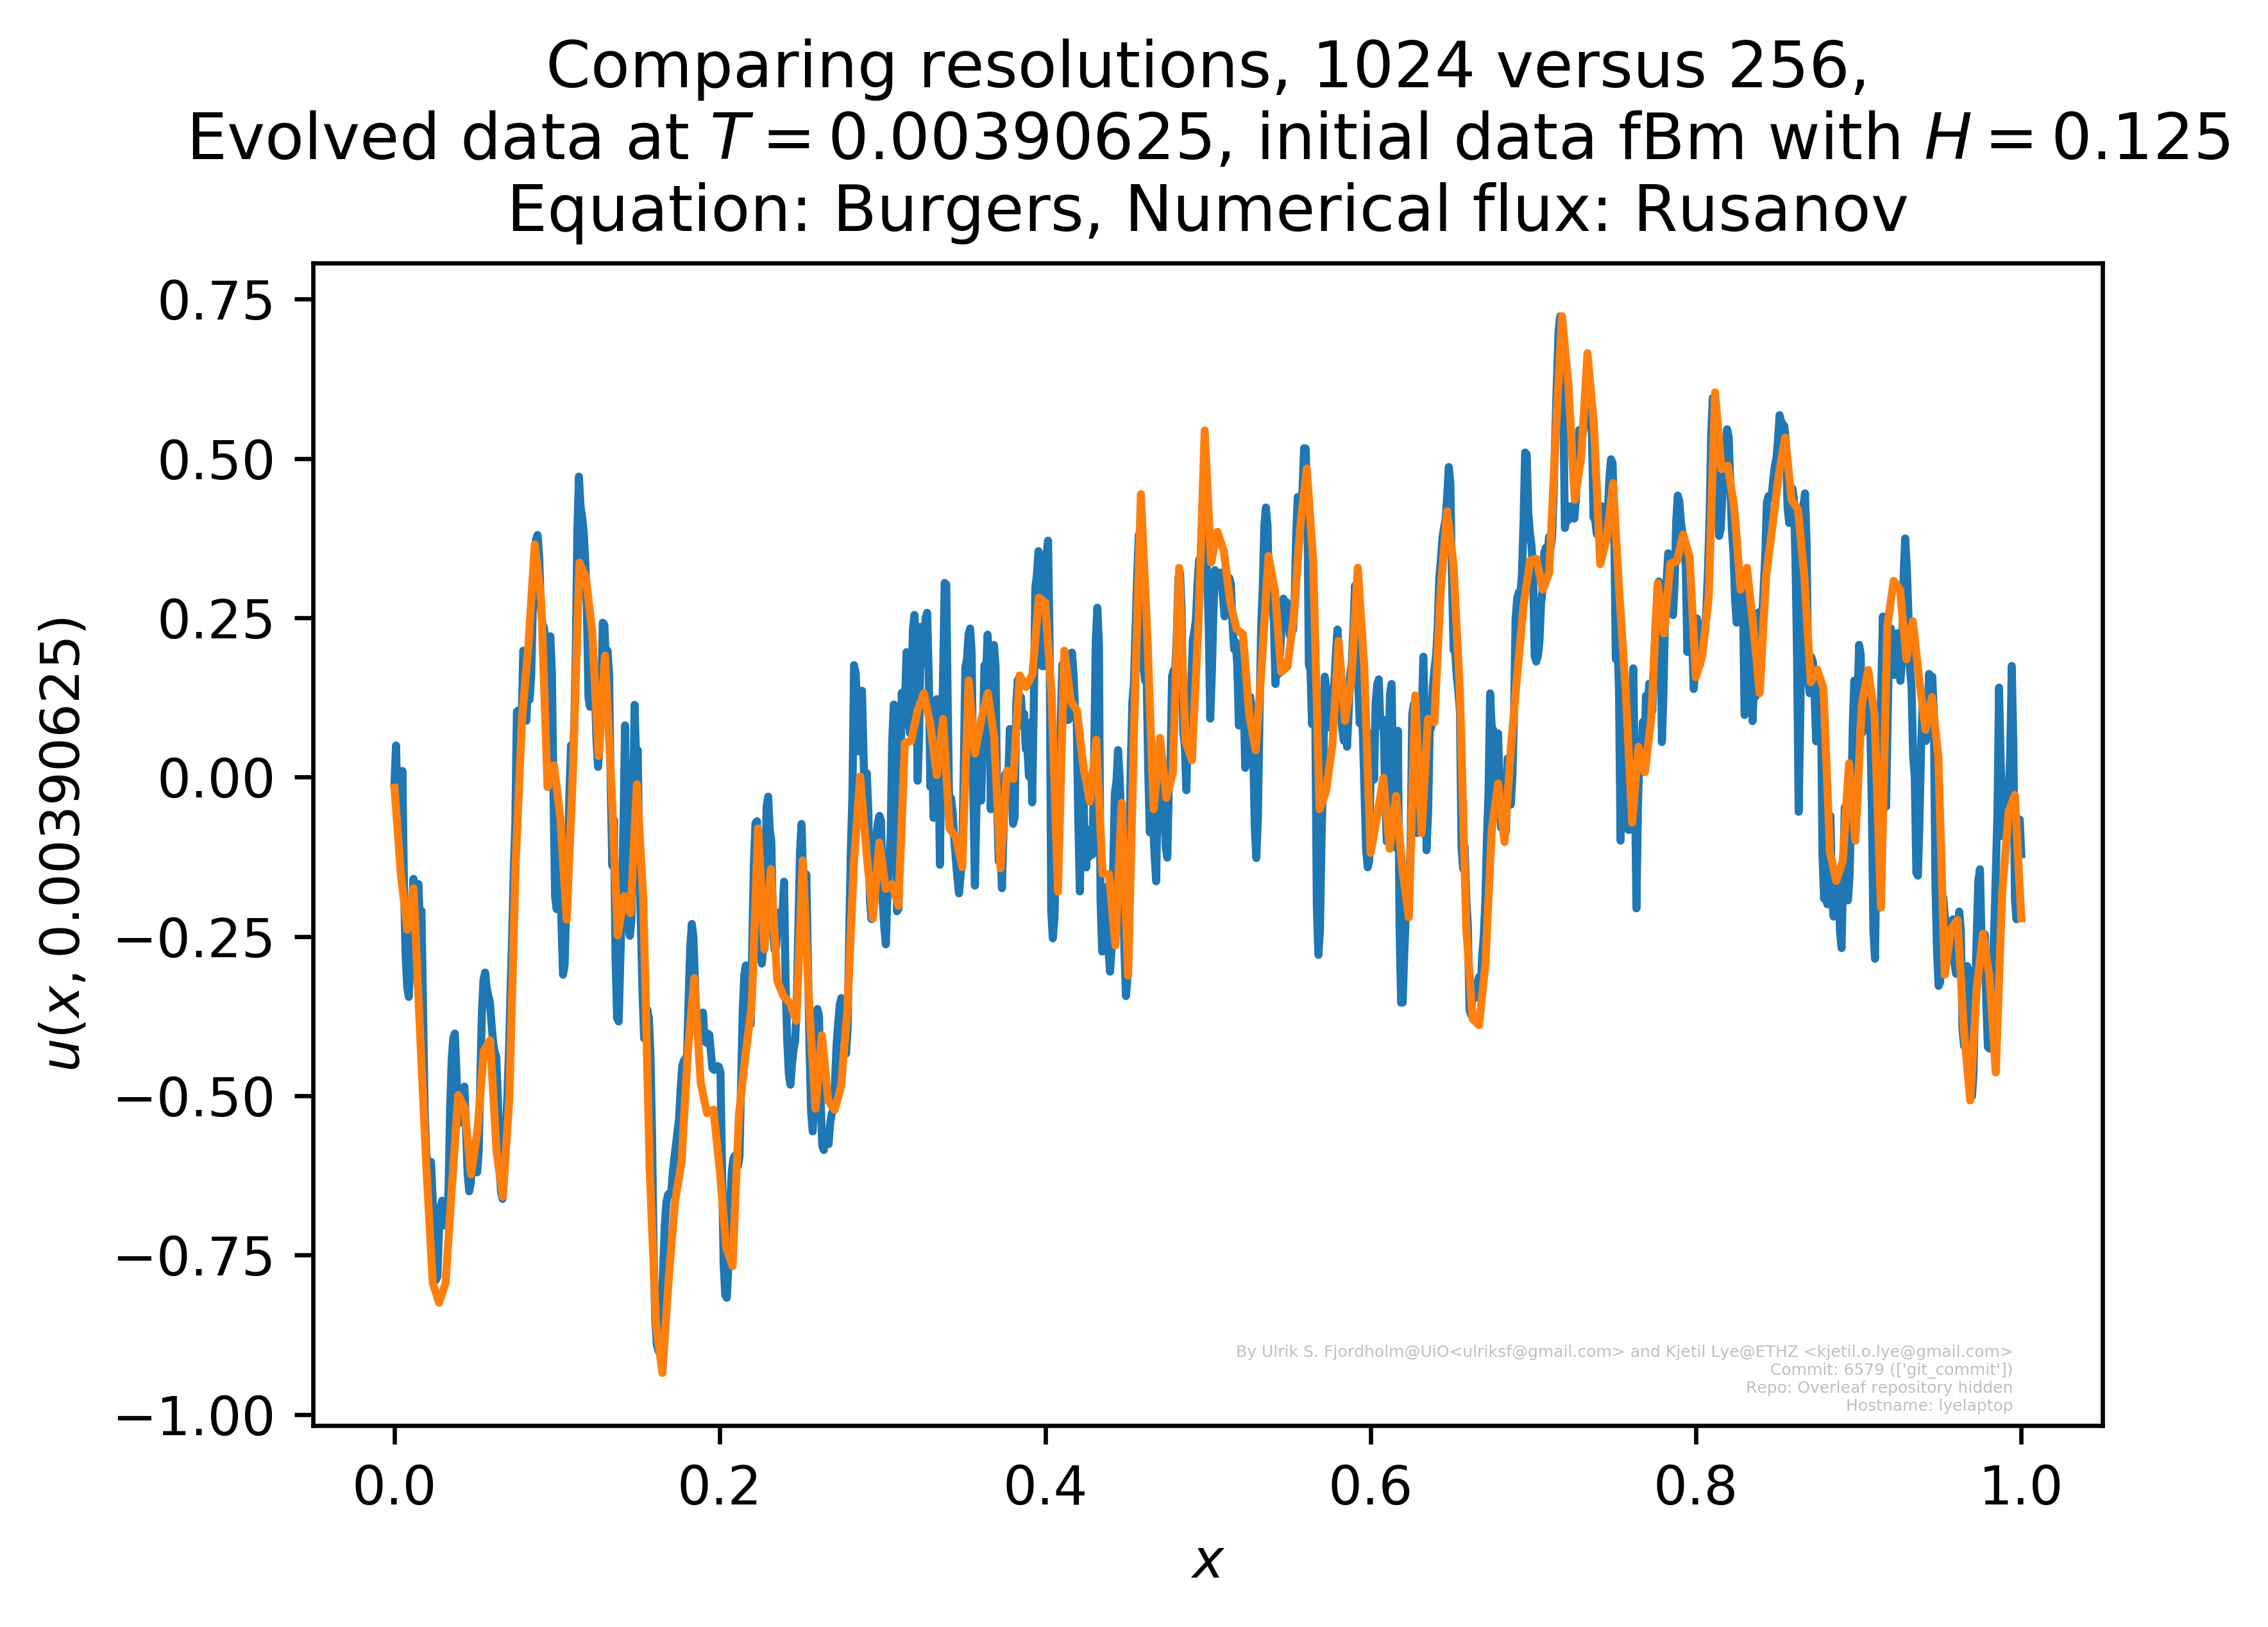 Comparing resolutions, 1024 versus 256,
Evolved data at T = 0.00390625, initial data fBm with H = 0.125
Equation: Burgers, Numerical flux: Rusanov
0.75
0.50
0.25
0.00
−0.25
−0.50
−0.75
−1.00
u(x, 0.00390625)
By Ulrik S. Fjordholm@UiO<ulriksf@gmail.com> and Kjetil Lye@ETHZ <kjetil.o.lye@gmail.com>
Commit: 6579 (['git_commit'])
Repo: Overleaf repository hidden
Hostname: lyelaptop
0.0 0.2 0.4 0.6 0.8 1.0
x